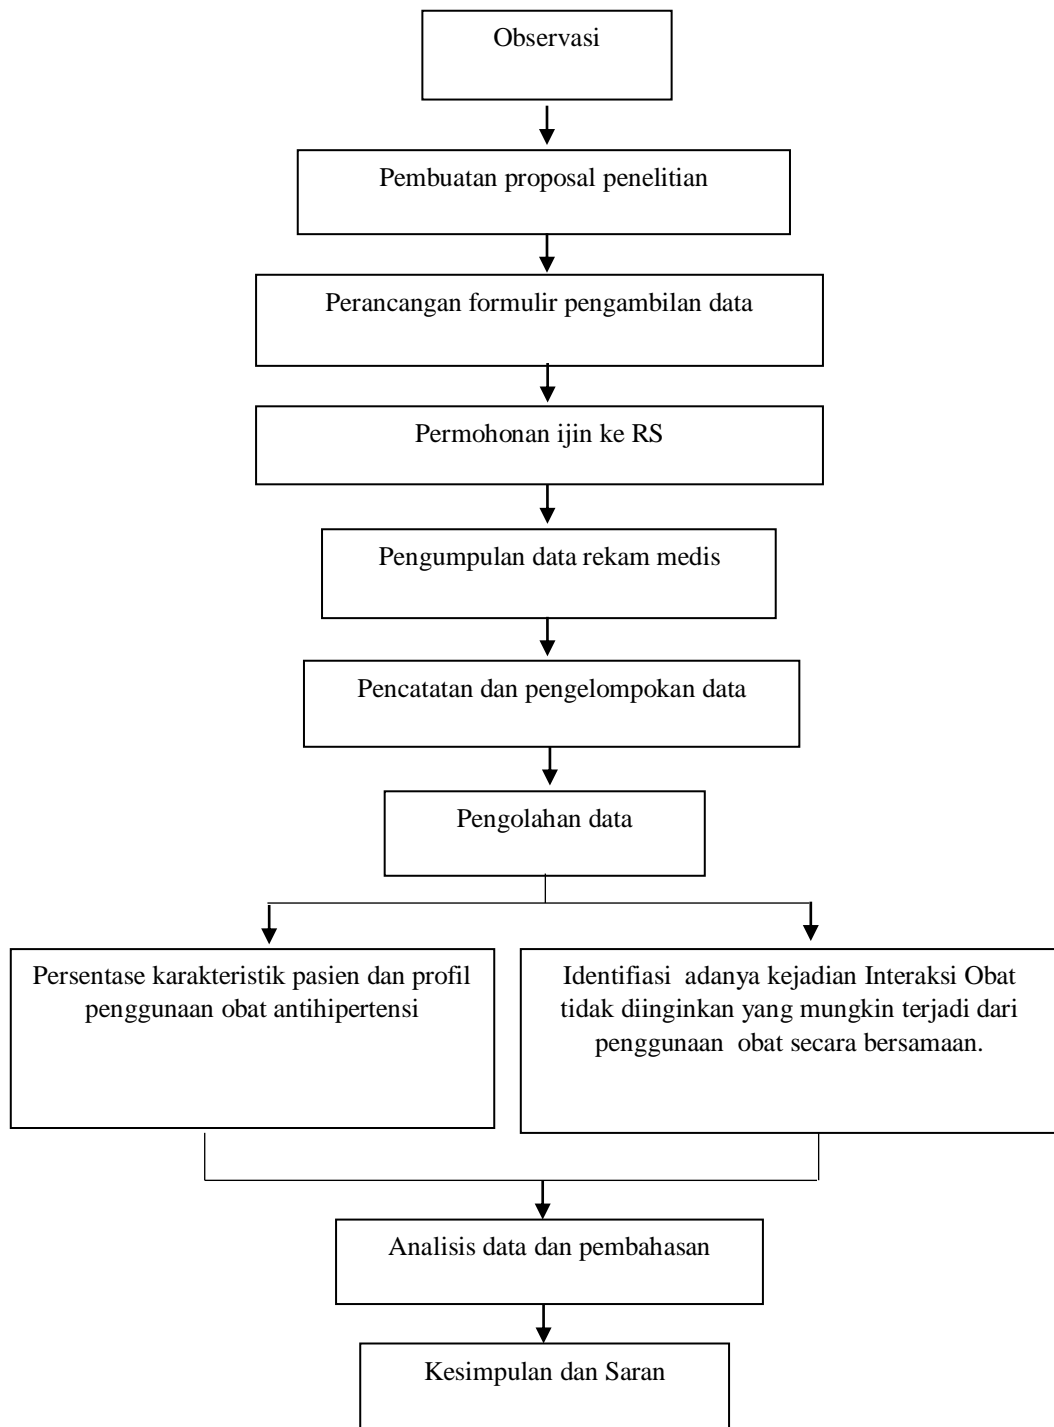 Observasi
Pembuatan proposal penelitian
Perancangan formulir pengambilan data
Permohonan ijin ke RS
Pengumpulan data rekam medis
Pencatatan dan pengelompokan data
Pengolahan data
Persentase karakteristik pasien dan profil
penggunaan obat antihipertensi
Identifiasi adanya kejadian Interaksi Obat
tidak diinginkan yang mungkin terjadi dari
penggunaan obat secara bersamaan.
Analisis data dan pembahasan
Kesimpulan dan Saran